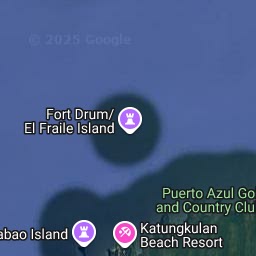 © 2025 Google
Fort Drum/
El Fraile Island
Puerto Azul Go
and Country Clu
Katungkulan
Beach Resort
abao Island